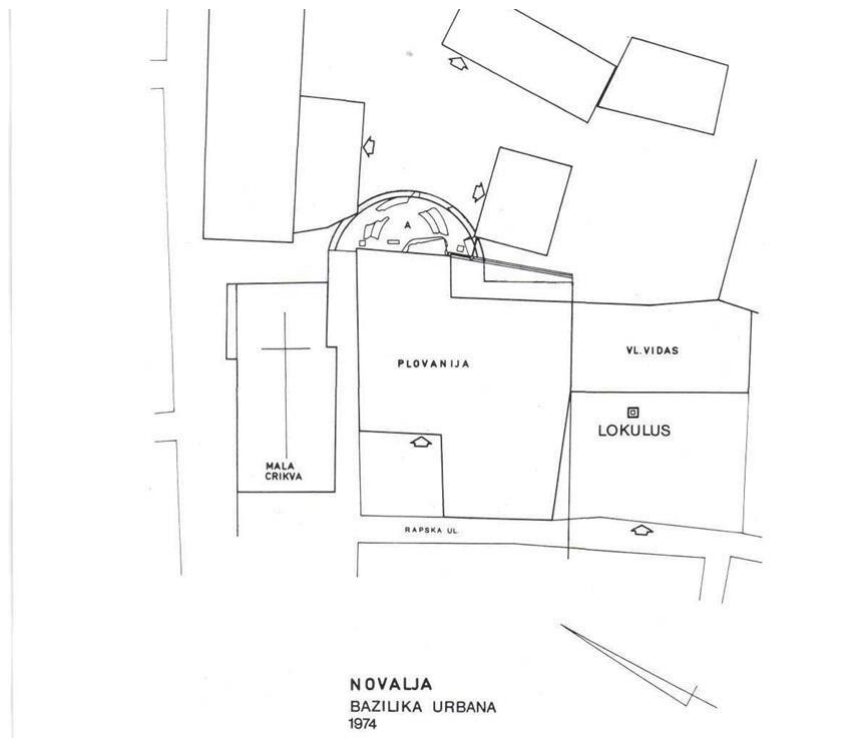 A
PLOVANIJA
VL.VIDAS
LOKULUS
MALA
CRIKVA
RAPSKA UL.
NOVALJA
BAZILIKA URBANA
1974